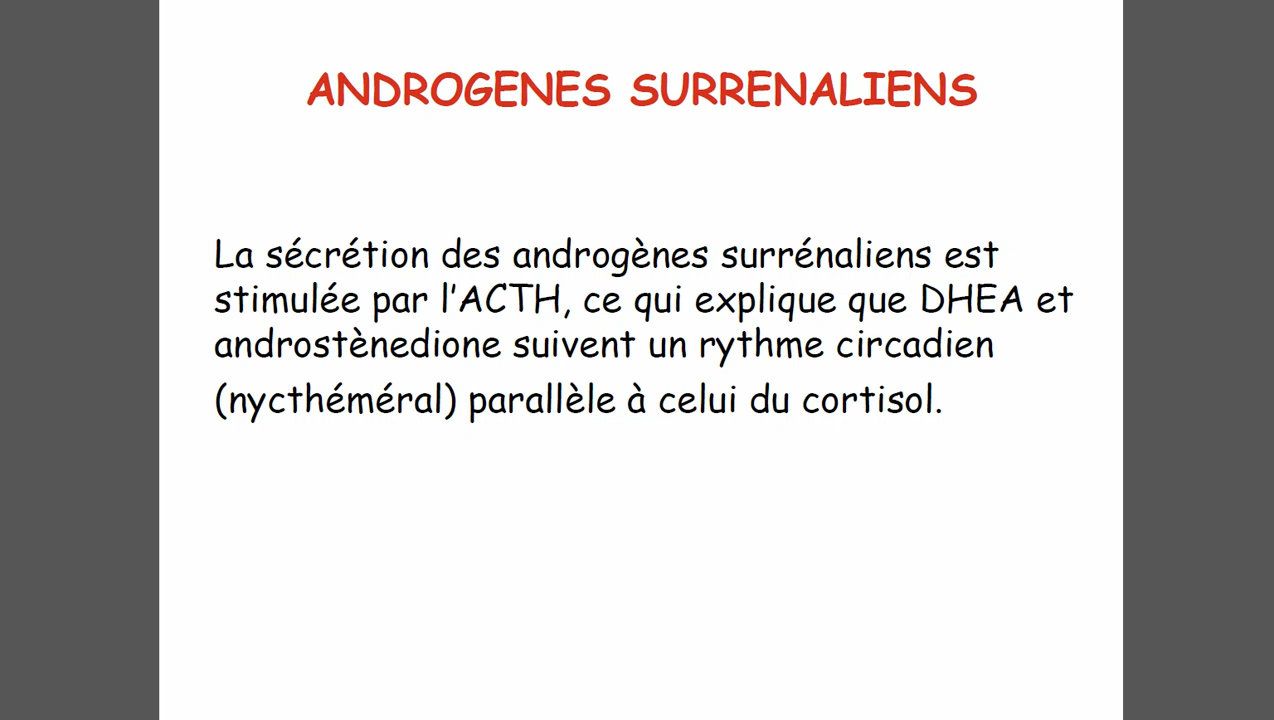 ANDROGENES SURRENALIENS
La sécrétion des androgènes surrénaliens est
stimulée par l'ACTH, ce qui explique que DHEA et
androstènedione suivent un rythme circadien
(nycthéméral) parallèle à celui du cortisol.